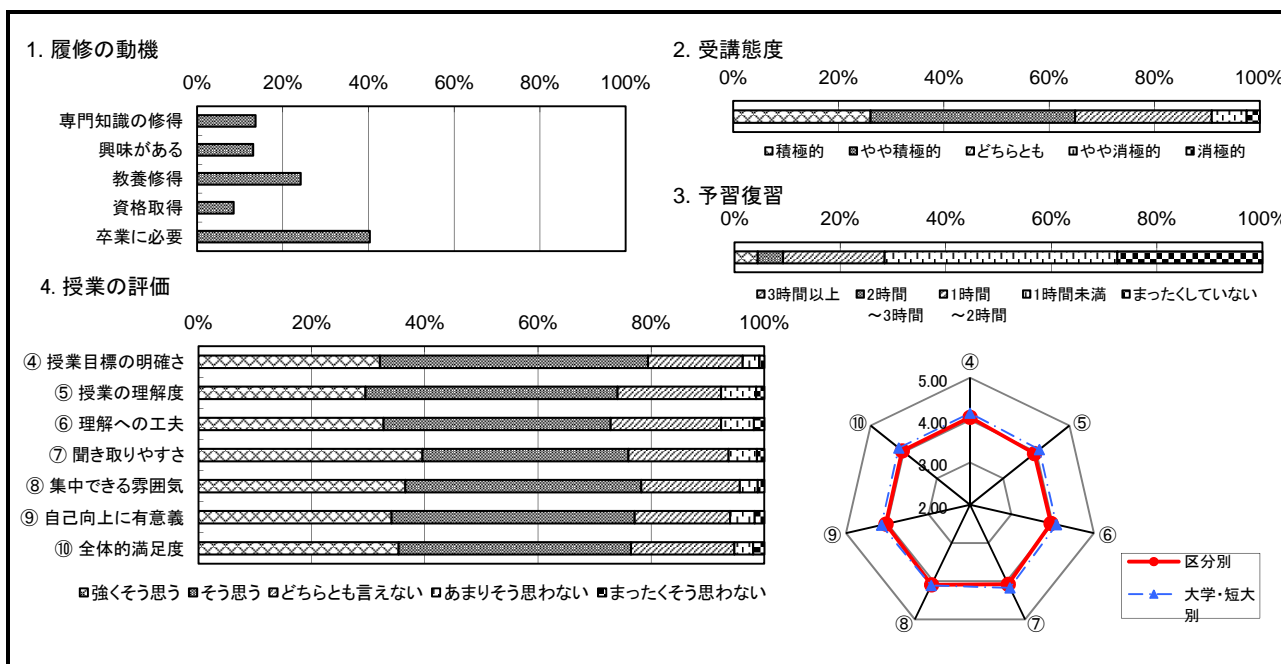 1. 履修の動機
0% 20% 40% 60% 80% 100%
専門知識の修得
興味がある
教養修得
資格取得
卒業に必要
2. 受講態度
0% 20% 40% 60% 80% 100%
積極的 やや積極的 どちらとも やや消極的 消極的
3. 予習復習
0% 20% 40% 60% 80% 100%
3時間以上 2時間 1時間 1時間未満 まったくしていない
～3時間 ～2時間
4. 授業の評価
0% 20% 40% 60% 80% 100%
④ 授業目標の明確さ
⑤ 授業の理解度
⑥ 理解への工夫
⑦ 聞き取りやすさ
⑧ 集中できる雰囲気
⑨ 自己向上に有意義
⑩ 全体的満足度
強くそう思う そう思う どちらとも言えない あまりそう思わない まったくそう思わない
④
5.00
⑩ 4.00 ⑤
3.00
2.00
⑨ ⑥
⑧ ⑦
区分別
大学・短大
別